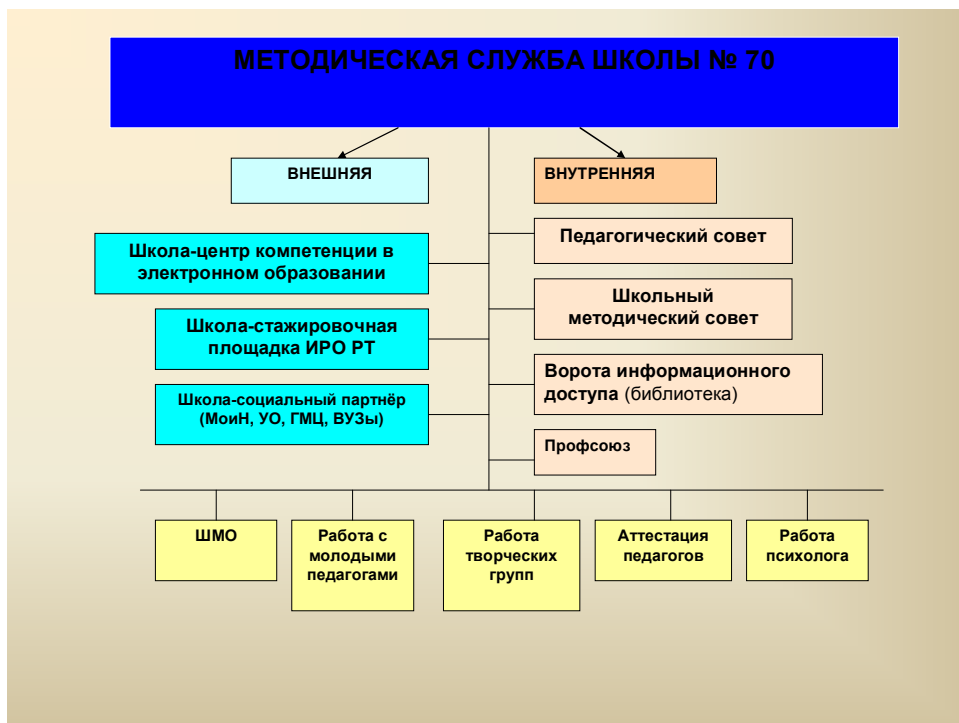 МЕТОДИЧЕСКАЯ СЛУЖБА ШКОЛЫ № 70
ВНЕШНЯЯ
ВНУТРЕННЯЯ
Школа-центр компетенции в
электронном образовании
Школа-стажировочная
площадка ИРО РТ
Школа-социальный партнёр
(МоиН, УО, ГМЦ, ВУЗы)
Педагогический совет
Школьный
методический совет
Ворота информационного
доступа (библиотека)
Профсоюз
ШМО
Работа с
молодыми
педагогами
Работа
творческих
групп
Аттестация
педагогов
Работа
психолога